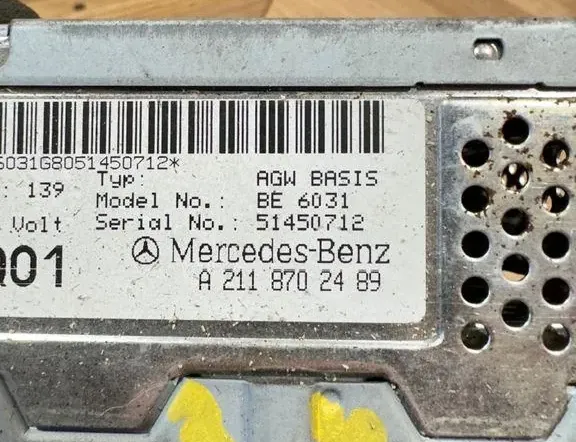 6031G8051450712*
Typ: AGW BASIS
: 139 Model No.: BE 6031
Volt Serial No.: 51450712
Q01 Mercedes-Benz
A 211 870 24 89